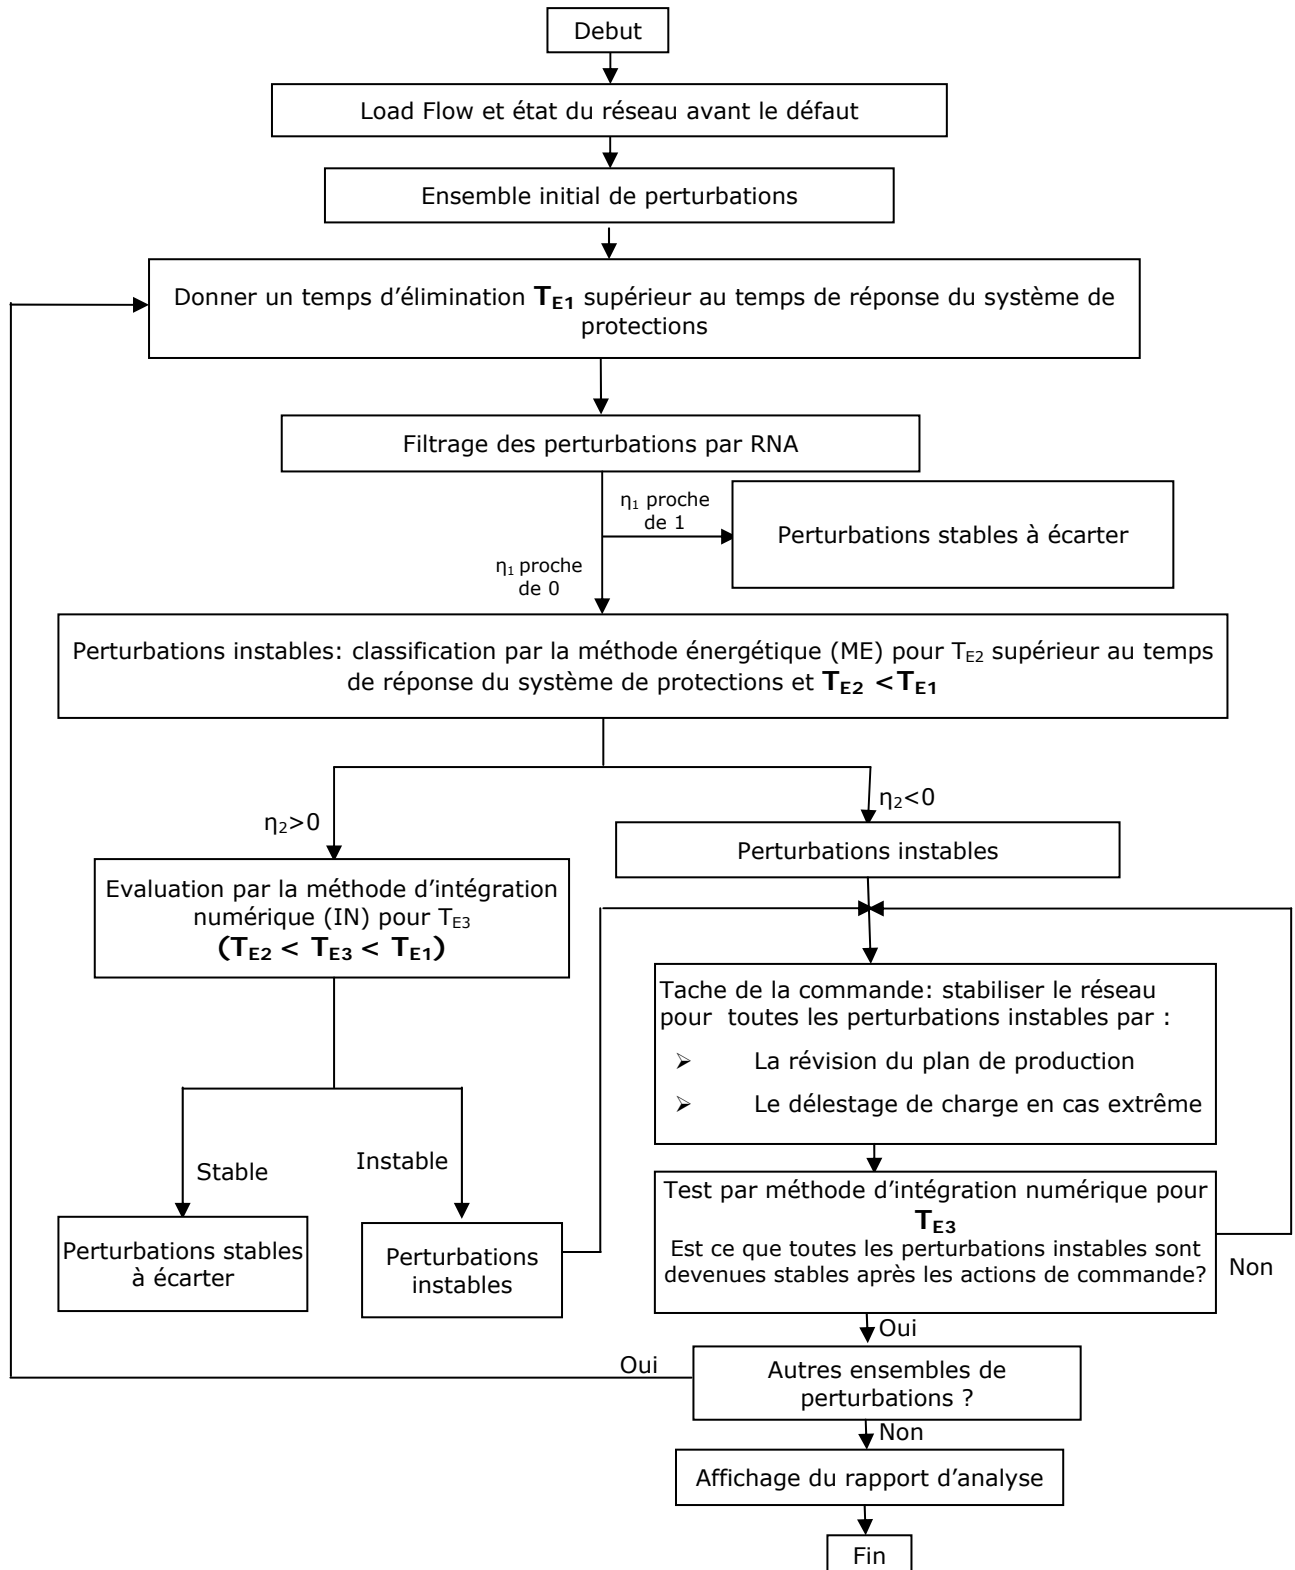 Debut
Load Flow et état du réseau avant le défaut
Ensemble initial de perturbations
Donner un temps d’élimination TE1 supérieur au temps de réponse du système de
protections
Filtrage des perturbations par RNA
η1 proche
de 1
Perturbations stables à écarter
η1 proche
de 0
Perturbations instables: classification par la méthode énergétique (ME) pour TE2 supérieur au temps
de réponse du système de protections et TE2 <TE1
η2>0
η2<0
Evaluation par la méthode d’intégration
numérique (IN) pour TE3
(TE2 < TE3 < TE1)
Perturbations instables
Tache de la commande: stabiliser le réseau
pour toutes les perturbations instables par :
➢ La révision du plan de production
➢ Le délestage de charge en cas extrême
Stable
Instable
Perturbations stables
à écarter
Perturbations
instables
Test par méthode d’intégration numérique pour
TE3
Est ce que toutes les perturbations instables sont
devenues stables après les actions de commande?
Non
Oui
Oui
Autres ensembles de
perturbations ?
Non
Affichage du rapport d’analyse
Fin